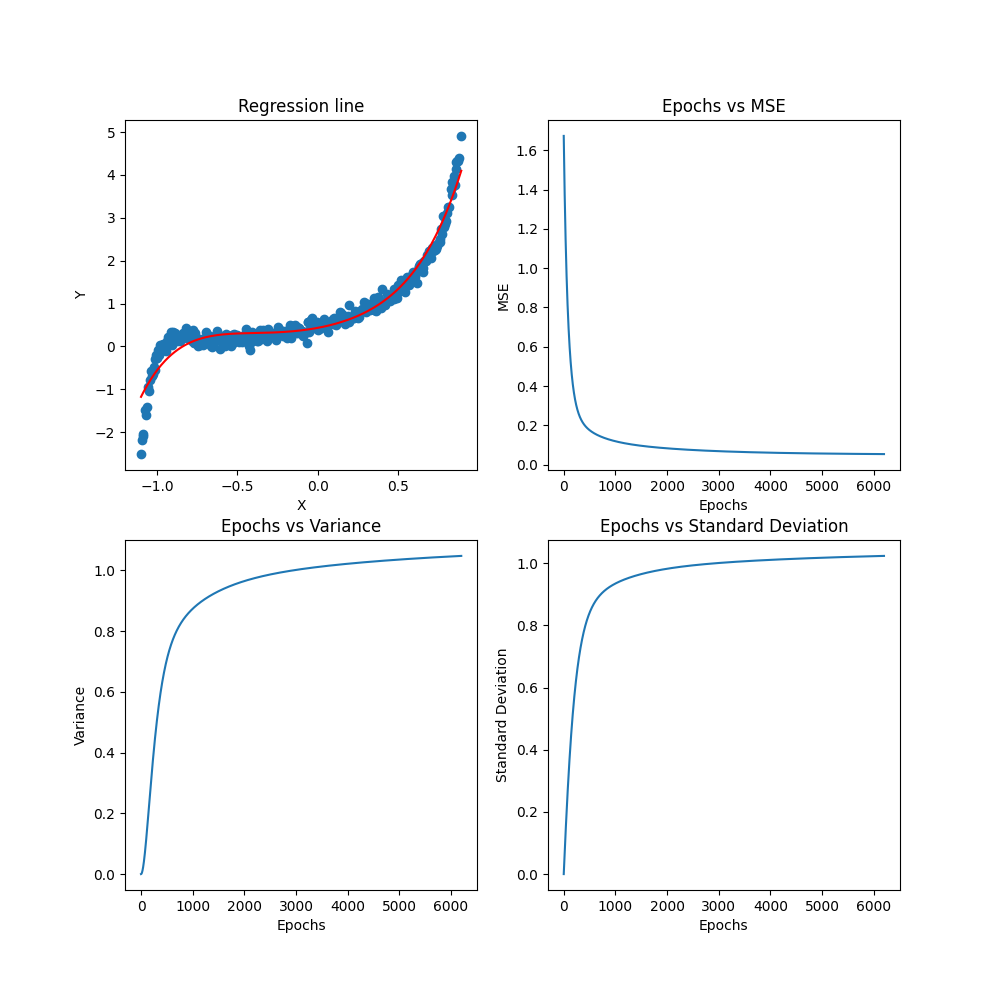 Regression line
5
4
3
2
1
0
−1
−2
Y
−1.0 −0.5 0.0 0.5
X
Epochs vs MSE
1.6
1.4
1.2
1.0
0.8
0.6
0.4
0.2
0.0
MSE
0 1000 2000 3000 4000 5000 6000
Epochs
Epochs vs Variance
1.0
0.8
0.6
0.4
0.2
0.0
Variance
0 1000 2000 3000 4000 5000 6000
Epochs
Epochs vs Standard Deviation
1.0
0.8
0.6
0.4
0.2
0.0
Standard Deviation
0 1000 2000 3000 4000 5000 6000
Epochs